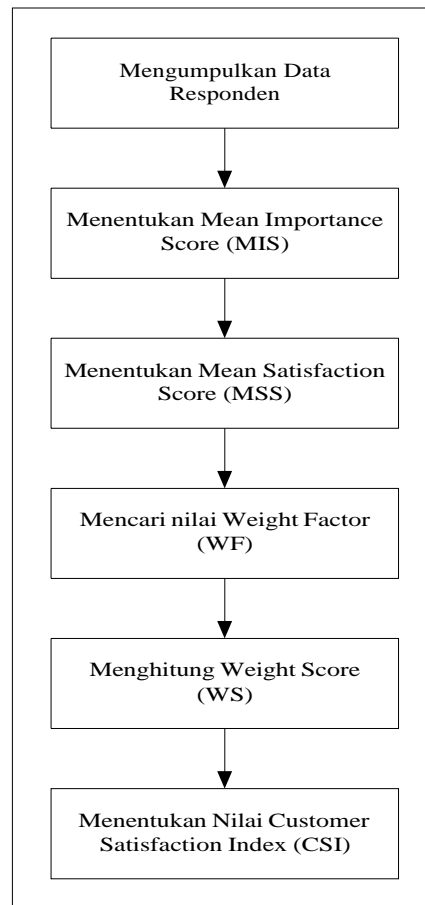 Mengumpulkan Data
Responden
Menentukan Mean Importance
Score (MIS)
Menentukan Mean Satisfaction
Score (MSS)
Mencari nilai Weight Factor
(WF)
Menghitung Weight Score
(WS)
Menentukan Nilai Customer
Satisfaction Index (CSI)